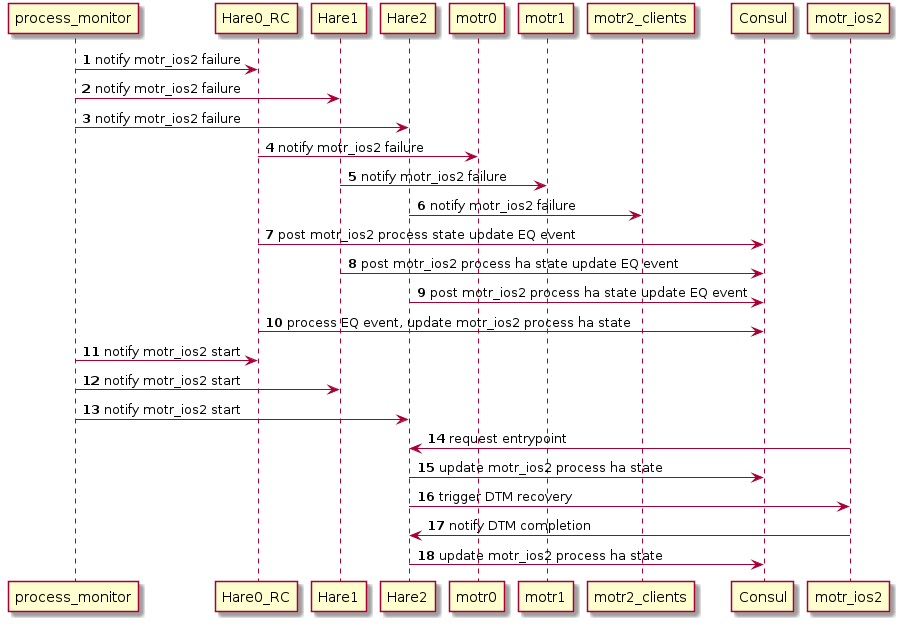 process_monitor Hare0_RC Hare1 Hare2 motr0 motr1 motr2_clients Consul motr_ios2
1 notify motr_ios2 failure
2 notify motr_ios2 failure
3 notify motr_ios2 failure
4 notify motr_ios2 failure
5 notify motr_ios2 failure
6 notify motr_ios2 failure
7 post motr_ios2 process state update EQ event
8 post motr_ios2 process ha state update EQ event
9 post motr_ios2 process ha state update EQ event
10 process EQ event, update motr_ios2 process ha state
11 notify motr_ios2 start
12 notify motr_ios2 start
13 notify motr_ios2 start
14 request entrypoint
15 update motr_ios2 process ha state
16 trigger DTM recovery
17 notify DTM completion
18 update motr_ios2 process ha state
process_monitor Hare0_RC Hare1 Hare2 motr0 motr1 motr2_clients Consul motr_ios2